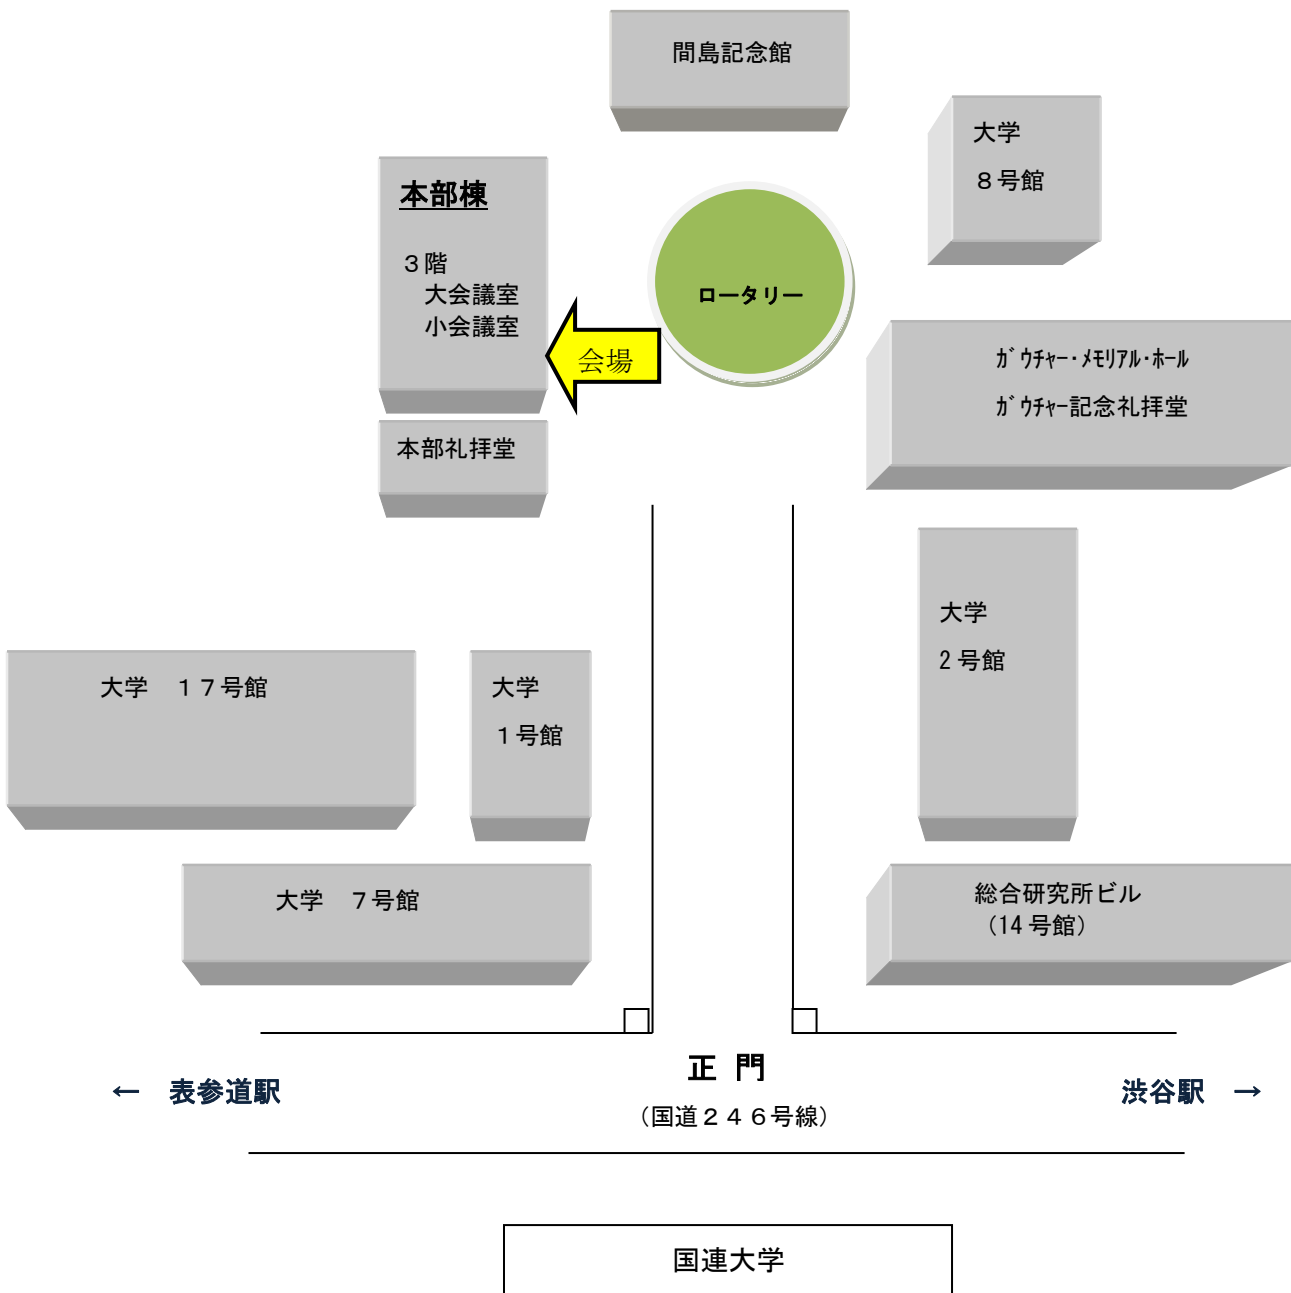 間島記念館
大学
８号館
本部棟
３階
大会議室
小会議室
ロータリー
会場
ｶﾞｳﾁｬｰ・ﾒﾓﾘｱﾙ・ﾎｰﾙ
ｶﾞｳﾁｬｰ記念礼拝堂
本部礼拝堂
大学
2号館
大学　１７号館
大学
１号館
大学　７号館
総合研究所ビル
（14号館）
正 門
←　表参道駅
渋谷駅　→
（国道２４６号線）
国連大学